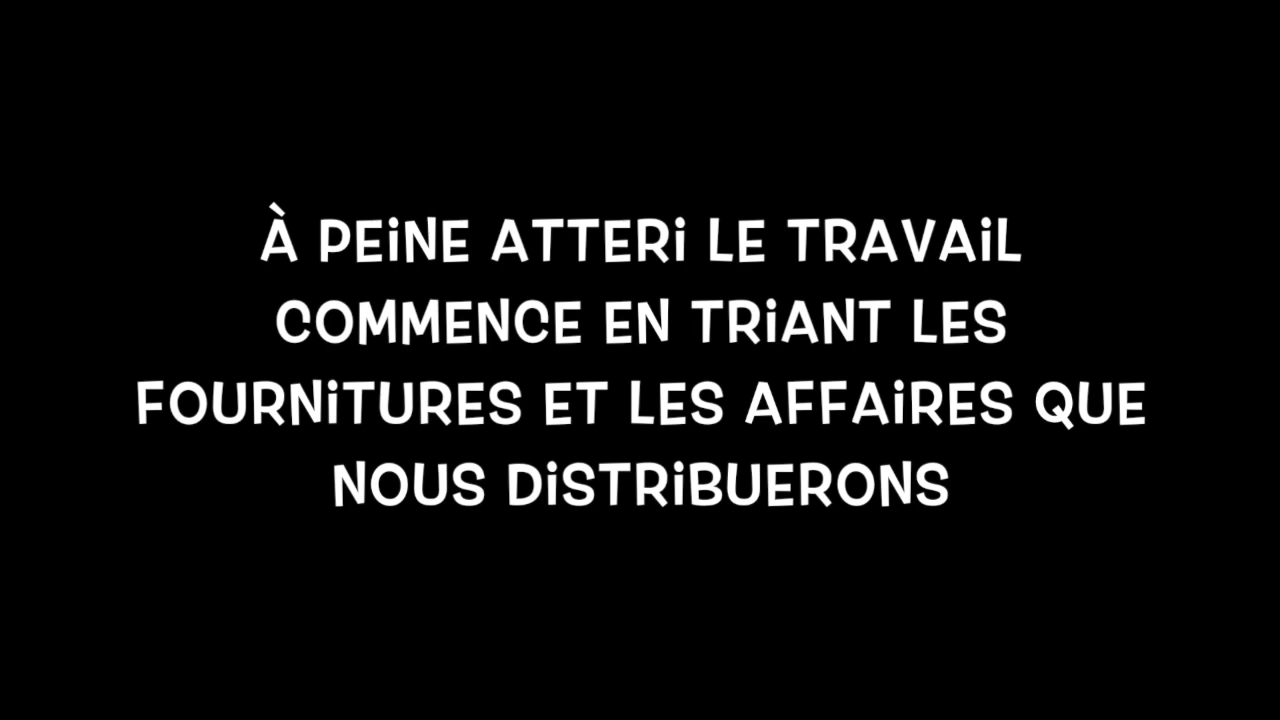 À PEiNE ATTERi LE TRAVAiL
COMMENCE EN TRiANT LES
FOURNiTURES ET LES AFFAiRES QUE
NOUS DiSTRiBUERONS